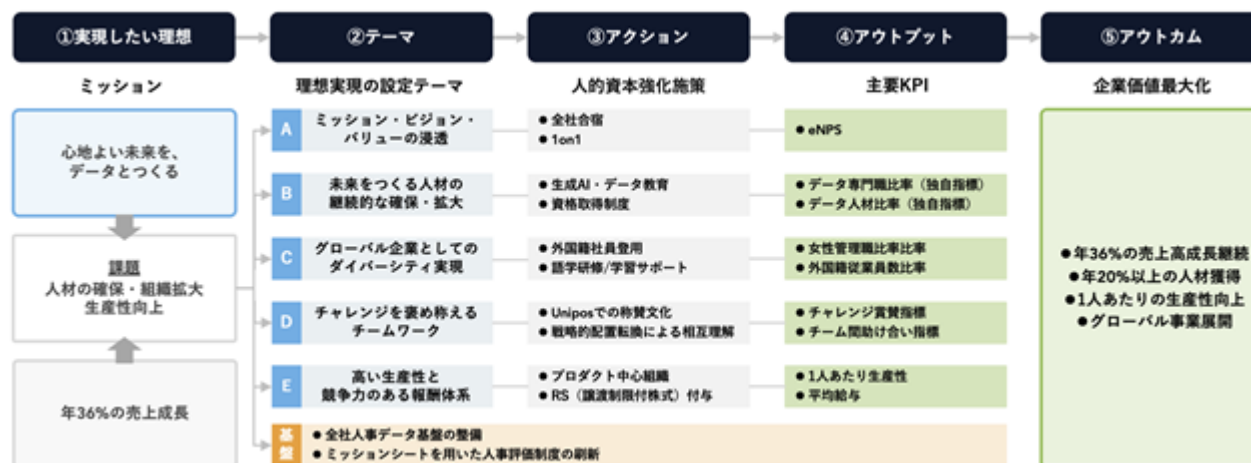 ①実現したい理想
②テーマ
③アクション
④アウトプット
⑤アウトカム
ミッション
理想実現の設定テーマ
人的資本強化施策
主要KPI
企業価値最大化
心地よい未来を、
データとつくる
課題
人材の確保・組織拡大
生産性向上
年36%の売上成長
A
ミッション・ビジョン・
バリューの浸透
●全社合宿
●1on1
●eNPS
B
未来をつくる人材の
継続的な確保・拡大
●生成AI・データ教育
●資格取得制度
●データ専門職比率（独自指標）
●データ人材比率（独自指標）
C
グローバル企業としての
ダイバーシティ実現
●外国籍社員登用
●語学研修/学習サポート
●女性管理職比率比率
●外国籍従業員数比率
D
チャレンジを褒め称える
チームワーク
●Uniposでの称賛文化
●戦略的配置転換による相互理解
●チャレンジ賞賛指標
●チーム間助け合い指標
E
高い生産性と
競争力のある報酬体系
●プロダクト中心組織
●RS（譲渡制限付株式）付与
●1人あたり生産性
●平均給与
基
盤
●全社人事データ基盤の整備
●ミッションシートを用いた人事評価制度の刷新
●年36%の売上高成長継続
●年20%以上の人材獲得
●1人あたりの生産性向上
●グローバル事業展開